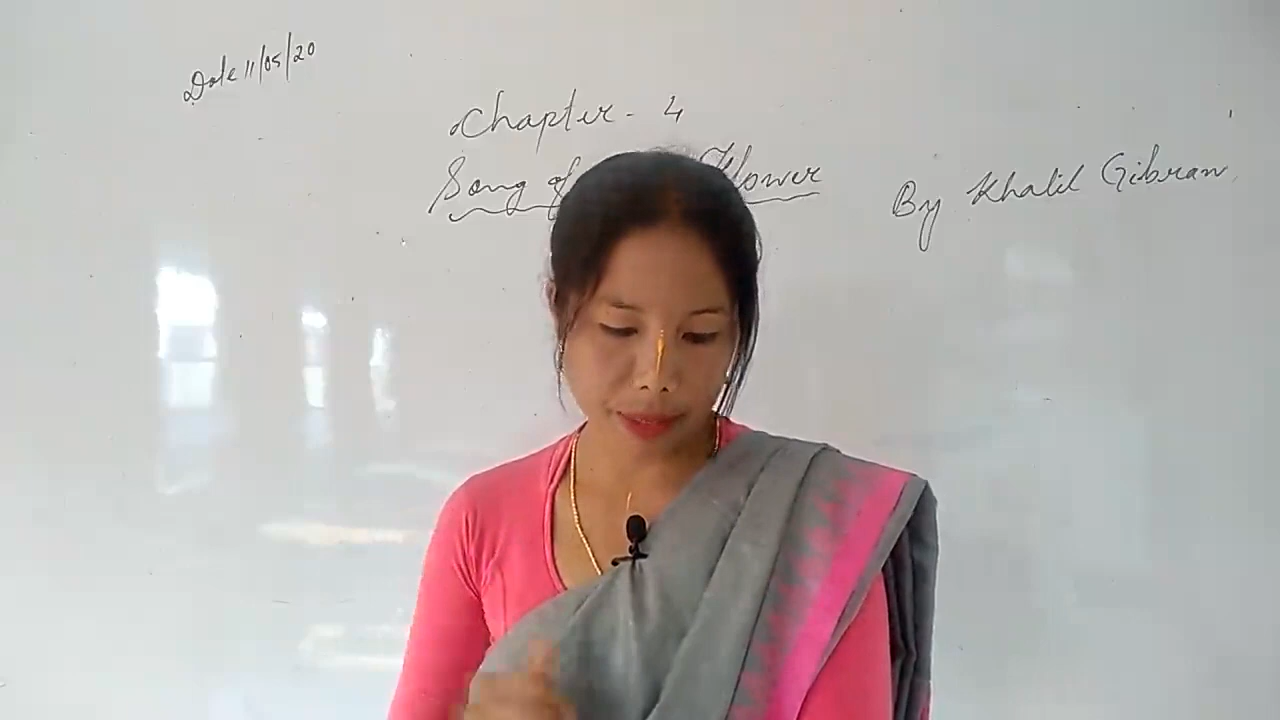 Date 11/05/20
Chapter - 4
Song of Flower
By Khalil Gibran